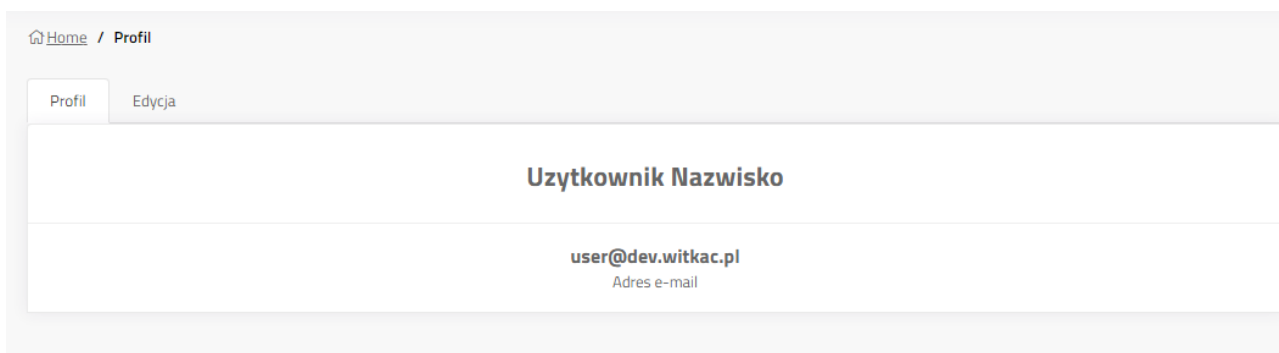 Home / Profil
Profil Edycja
Uzytkownik Nazwisko
user@dev.witkac.pl
Adres e-mail